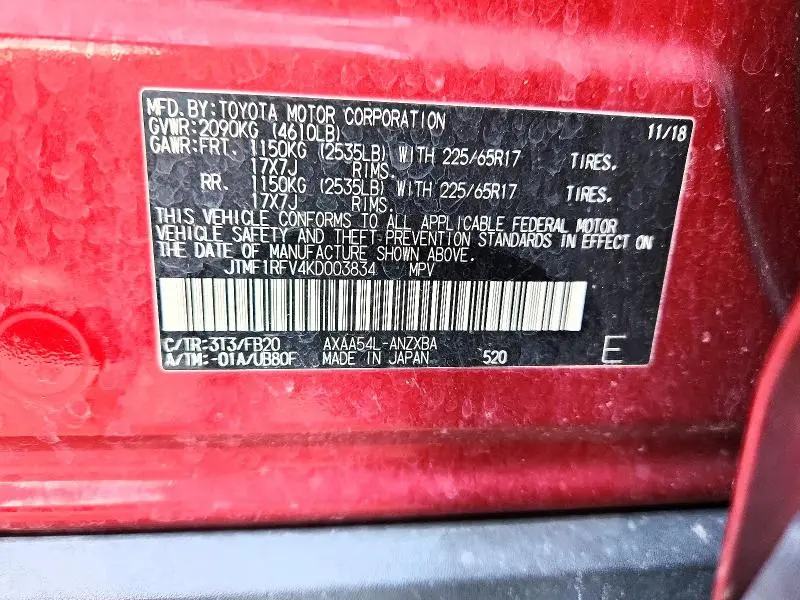 MFD.BY:TOYOTA MOTOR CORPORATION 11/18
GVWR:2090KG (4610LB)
GAWR:FRT. 1150KG (2535LB) WITH 225/65R17 TIRES.
17X7J RIMS.
RR. 1150KG (2535LB) WITH 225/65R17 TIRES.
17X7J RIMS.
THIS VEHICLE CONFORMS TO ALL APPLICABLE FEDERAL MOTOR
VEHICLE SAFETY AND THEFT-PREVENTION STANDARDS IN EFFECT ON
THE DATE OF MANUFACTURE SHOWN ABOVE.
JTMF1RFV4KD003834 MPV
C/TR:3T3/FB20 AXAA54L-ANZXBA
A/TM:-01A/UB80F MADE IN JAPAN 520 E